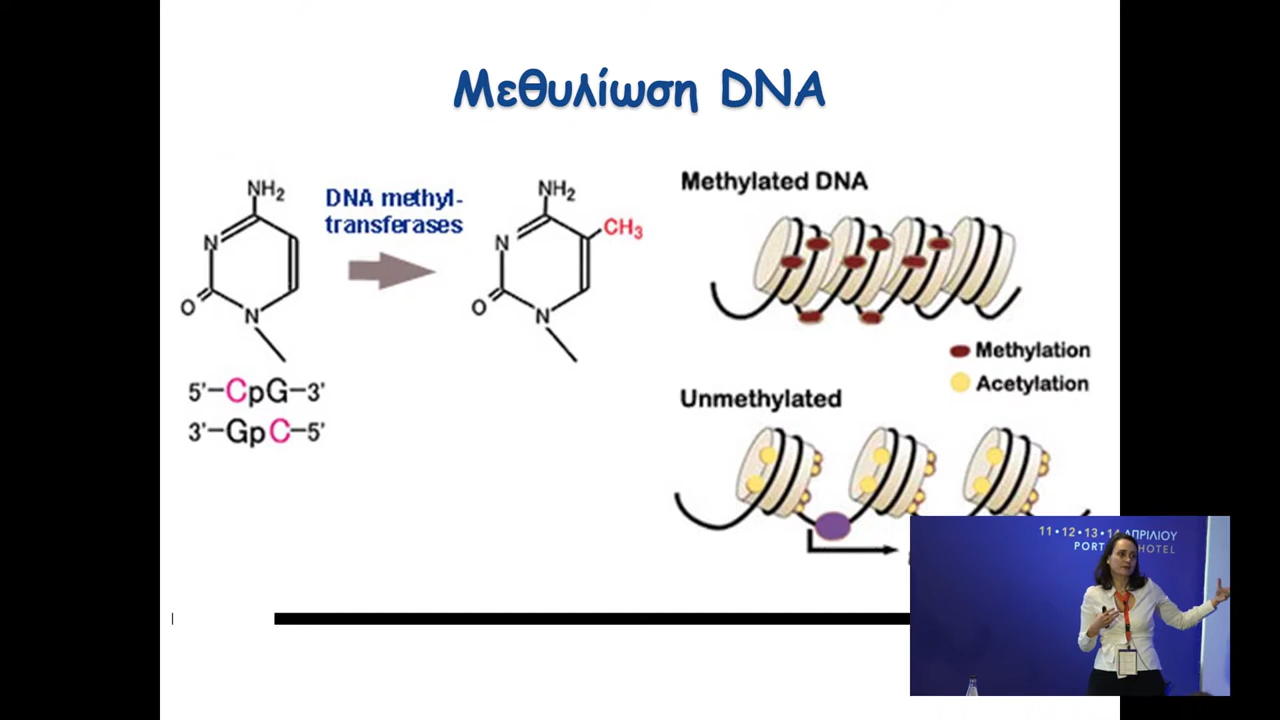 Μεθυλίωση DNA
NH2
N
O
N
DNA methyl-
transferases
NH2
CH3
N
O
N
5'-CpG-3'
3'-GpC-5'
Methylated DNA
Methylation
Acetylation
Unmethylated
11•12•13•14 ΑΠΡΙΛΙΟΥ
HOTEL